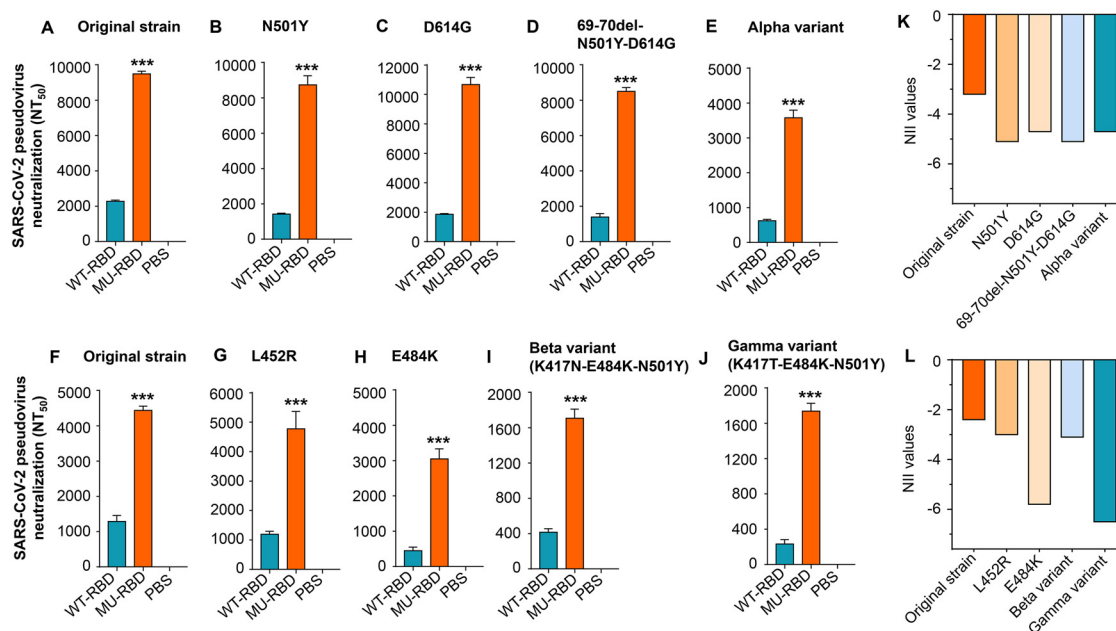 A Original strain
SARS-CoV-2 pseudovirus
neutralization (NT50)
10000
8000
6000
4000
2000
0
***
WT-RBD
MU-RBD
PBS
B N501Y
10000
8000
6000
4000
2000
0
***
WT-RBD
MU-RBD
PBS
C D614G
12000
10000
8000
6000
4000
2000
0
***
WT-RBD
MU-RBD
PBS
D 69-70del-
N501Y-D614G
10000
8000
6000
4000
2000
0
***
WT-RBD
MU-RBD
PBS
E Alpha variant
5000
4000
3000
2000
1000
0
***
WT-RBD
MU-RBD
PBS
K
NII values
0
-2
-4
-6
Original strain
N501Y
D614G
69-70del-N501Y-D614G
Alpha variant
F Original strain
SARS-CoV-2 pseudovirus
neutralization (NT50)
5000
4000
3000
2000
1000
0
***
WT-RBD
MU-RBD
PBS
G L452R
6000
5000
4000
3000
2000
1000
0
***
WT-RBD
MU-RBD
PBS
H E484K
5000
4000
3000
2000
1000
0
***
WT-RBD
MU-RBD
PBS
I Beta variant
(K417N-E484K-N501Y)
2000
1600
1200
800
400
0
***
WT-RBD
MU-RBD
PBS
J Gamma variant
(K417T-E484K-N501Y)
2000
1600
1200
800
400
0
***
WT-RBD
MU-RBD
PBS
L
NII values
0
-2
-4
-6
Original strain
L452R
E484K
Beta variant
Gamma variant